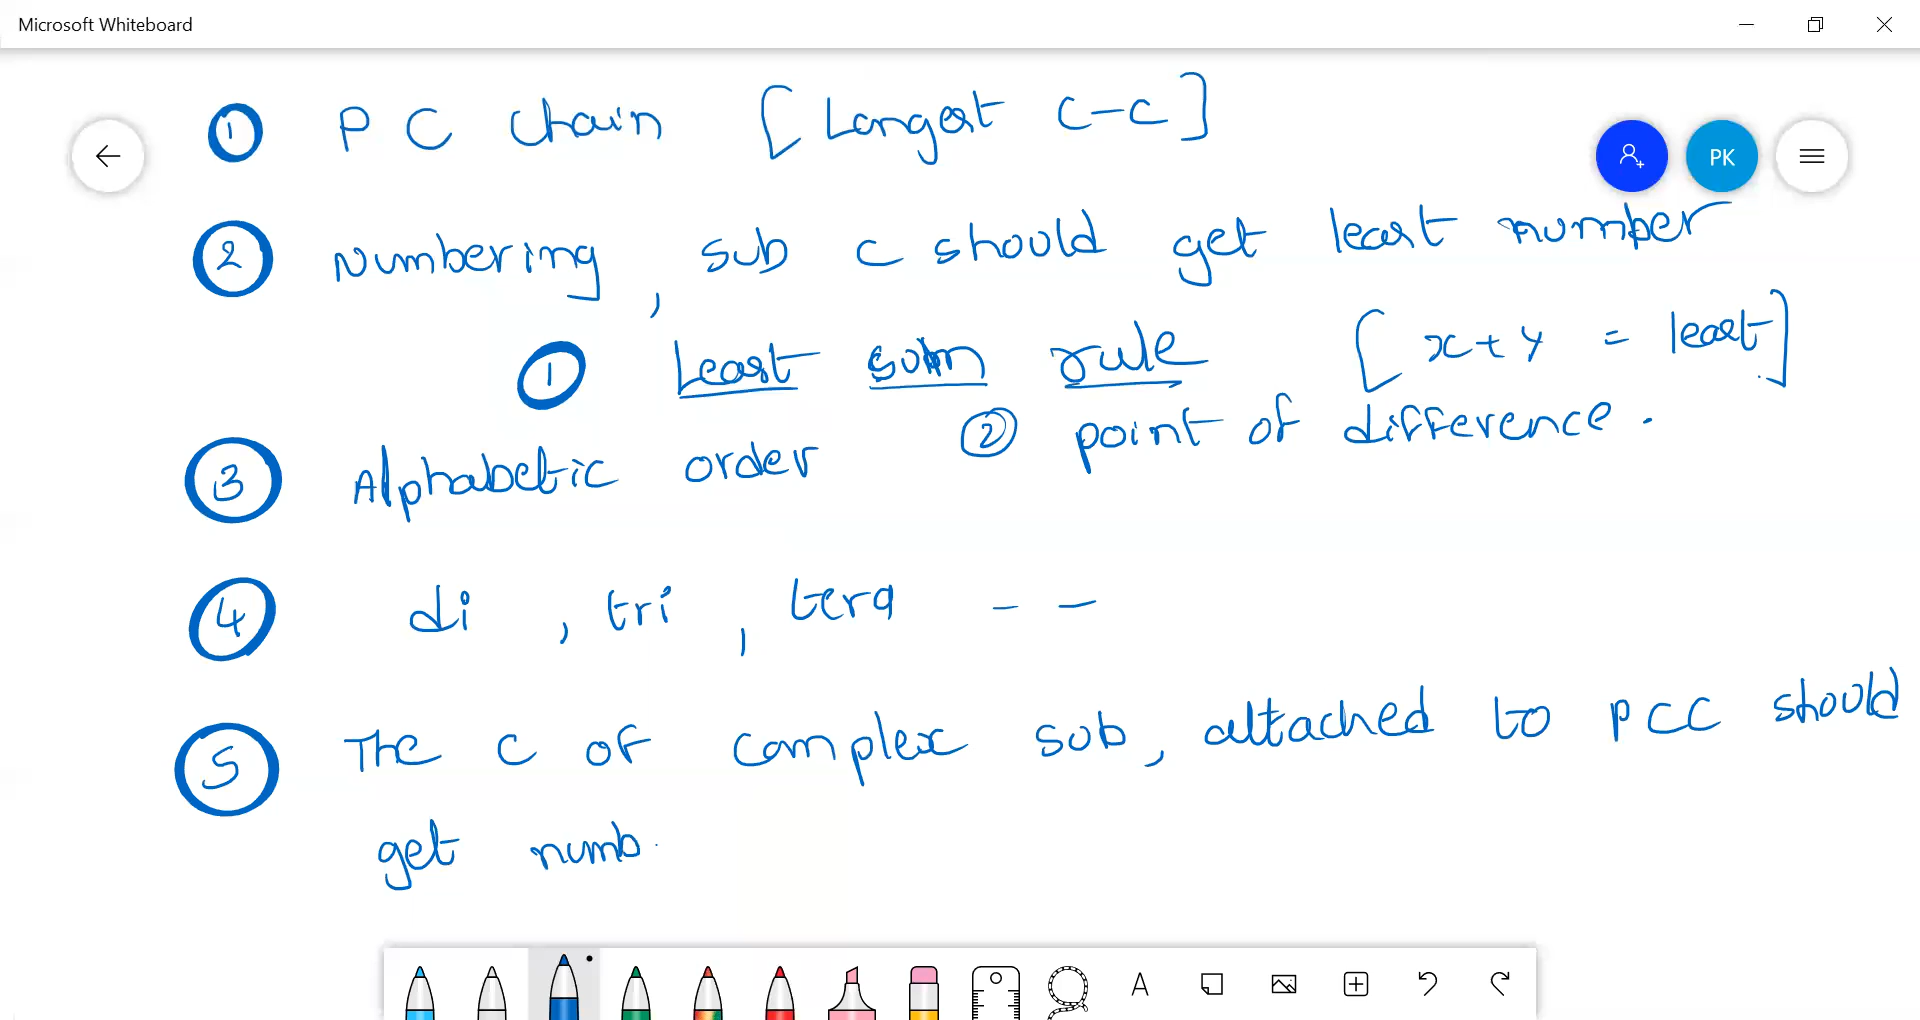 Microsoft Whiteboard
① P C chain [Longest C-C]
PK
② Numbering, sub c should get least number
① Least sum rule [x+y = least]
② point of difference.
③ Alphabetic order
④ di, tri, tera - -
⑤ The c of complex sub, attached to PCC should
get numb.
A